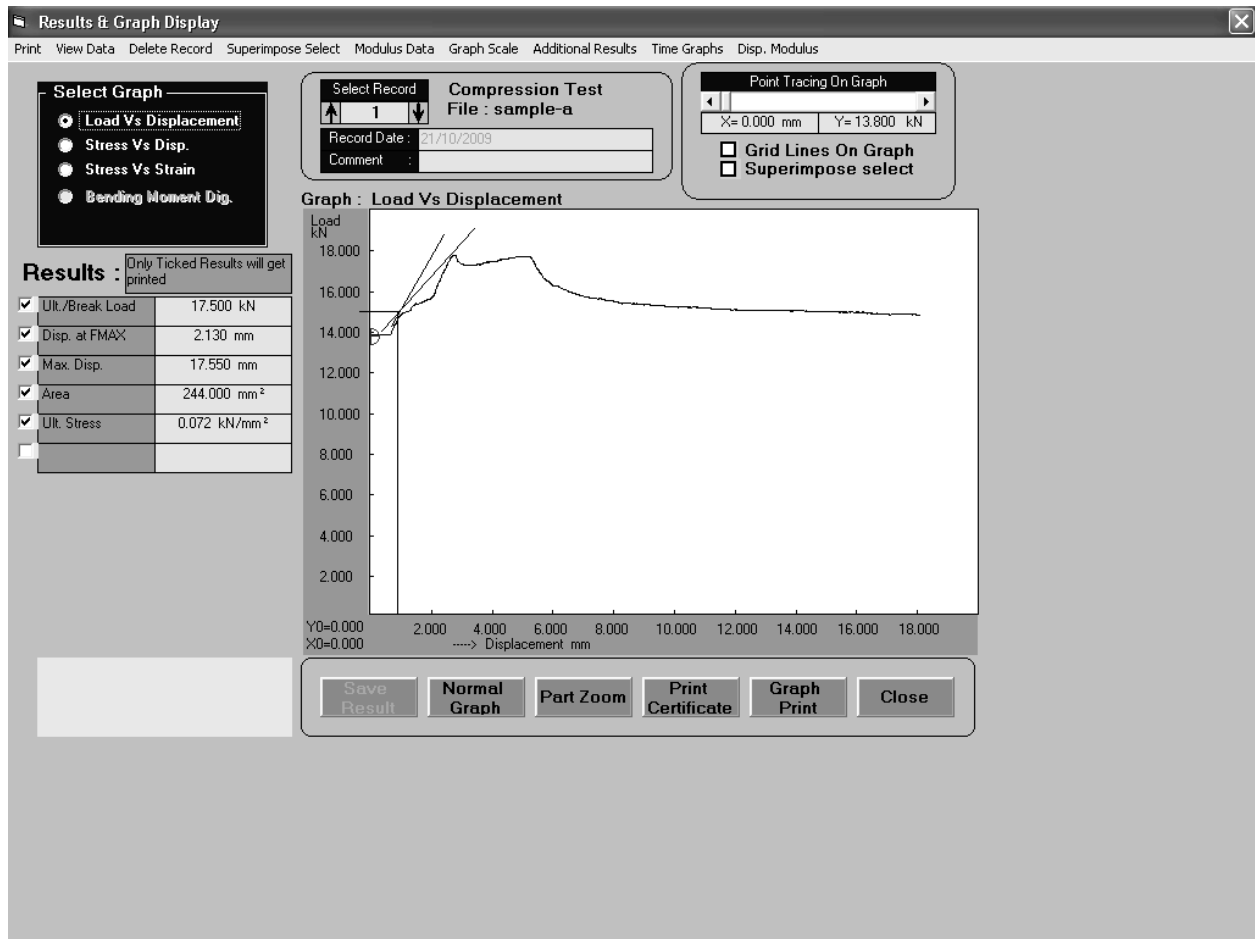 Results & Graph Display
Print View Data Delete Record Superimpose Select Modulus Data Graph Scale Additional Results Time Graphs Disp. Modulus
Select Graph
Load Vs Displacement
Stress Vs Disp.
Stress Vs Strain
Bending Moment Dig.
Select Record
1
Compression Test
File : sample-a
Record Date : 21/10/2009
Comment :
Point Tracing On Graph
X= 0.000 mm Y= 13.800 kN
Grid Lines On Graph
Superimpose select
Results : Only Ticked Results will get
printed
Ult./Break Load 17.500 kN
Disp. at FMAX 2.130 mm
Max. Disp. 17.550 mm
Area 244.000 mm²
Ult. Stress 0.072 kN/mm²
Graph : Load Vs Displacement
Load
kN
18.000
16.000
14.000
12.000
10.000
8.000
6.000
4.000
2.000
Y0=0.000 2.000 4.000 6.000 8.000 10.000 12.000 14.000 16.000 18.000
X0=0.000 ----> Displacement mm
Save
Result
Normal
Graph
Part Zoom
Print
Certificate
Graph
Print
Close